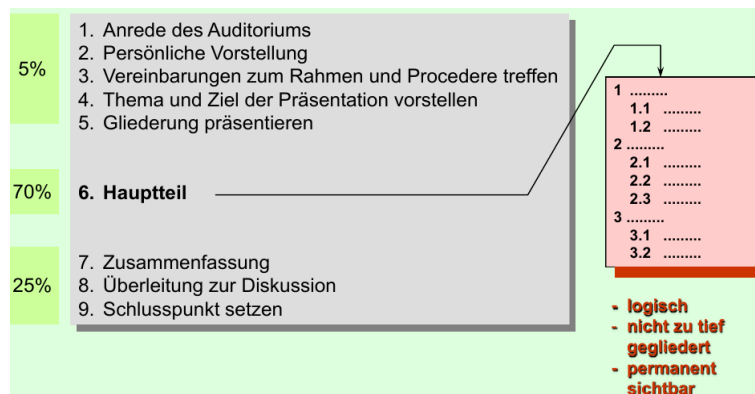 5%
1. Anrede des Auditoriums
2. Persönliche Vorstellung
3. Vereinbarungen zum Rahmen und Procedere treffen
4. Thema und Ziel der Präsentation vorstellen
5. Gliederung präsentieren
70%
6. Hauptteil
25%
7. Zusammenfassung
8. Überleitung zur Diskussion
9. Schlusspunkt setzen
1 .........
1.1 .........
1.2 .........
2 .........
2.1 .........
2.2 .........
2.3 .........
3 .........
3.1 .........
3.2 .........
- logisch
- nicht zu tief
gegliedert
- permanent
sichtbar